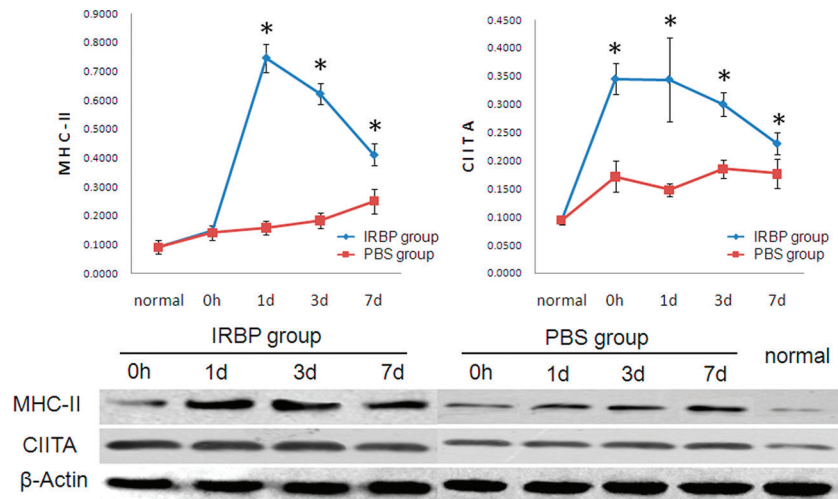 0.9000
0.8000
0.7000
0.6000
0.5000
0.4000
0.3000
0.2000
0.1000
0.0000
MHC-II
* * *
IRBP group
PBS group
normal 0h 1d 3d 7d
0.4500
0.4000
0.3500
0.3000
0.2500
0.2000
0.1500
0.1000
0.0500
0.0000
CIITA
* * * *
IRBP group
PBS group
normal 0h 1d 3d 7d
IRBP group PBS group normal
0h 1d 3d 7d 0h 1d 3d 7d
MHC-II
CIITA
β-Actin